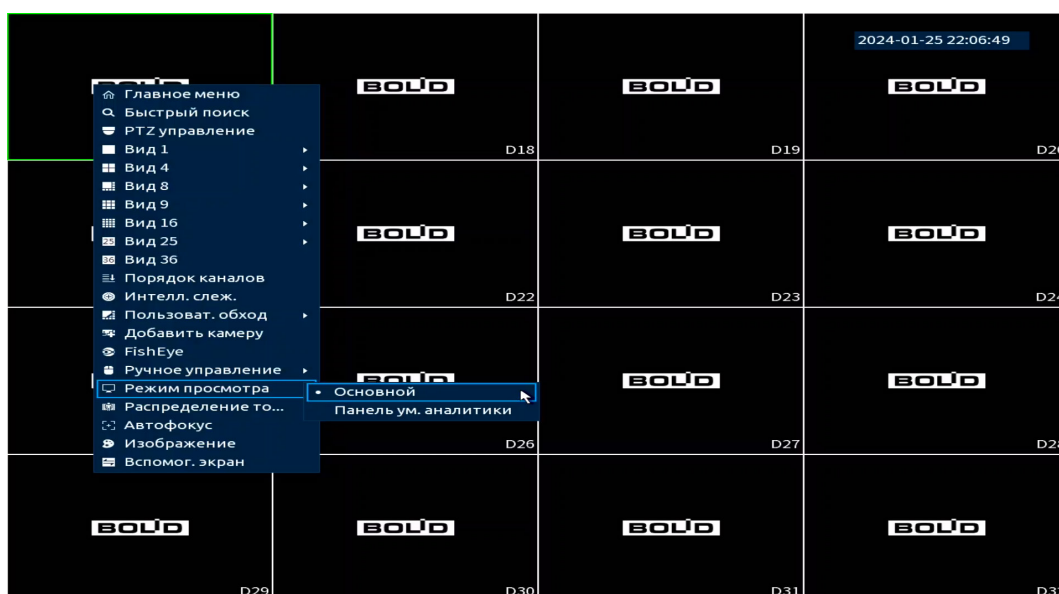 2024-01-25 22:06:49
BOLID
BOLID
BOLID
Главное меню
Быстрый поиск
PTZ управление
Вид 1
D18
D19
Вид 4
Вид 8
Вид 9
Вид 16
BOLID
BOLID
BOLID
25 Вид 25
36 Вид 36
Порядок каналов
Интелл. слеж.
D22
D23
Пользоват. обход
Добавить камеру
FishEye
Ручное управление
BOLID
BOLID
BOLID
Режим просмотра
Основной
Распределение то...
Панель ум. аналитики
Автофокус
Изображение
D26
D27
Вспомог. экран
BOLID
BOLID
BOLID
BOLID
D29
D30
D31